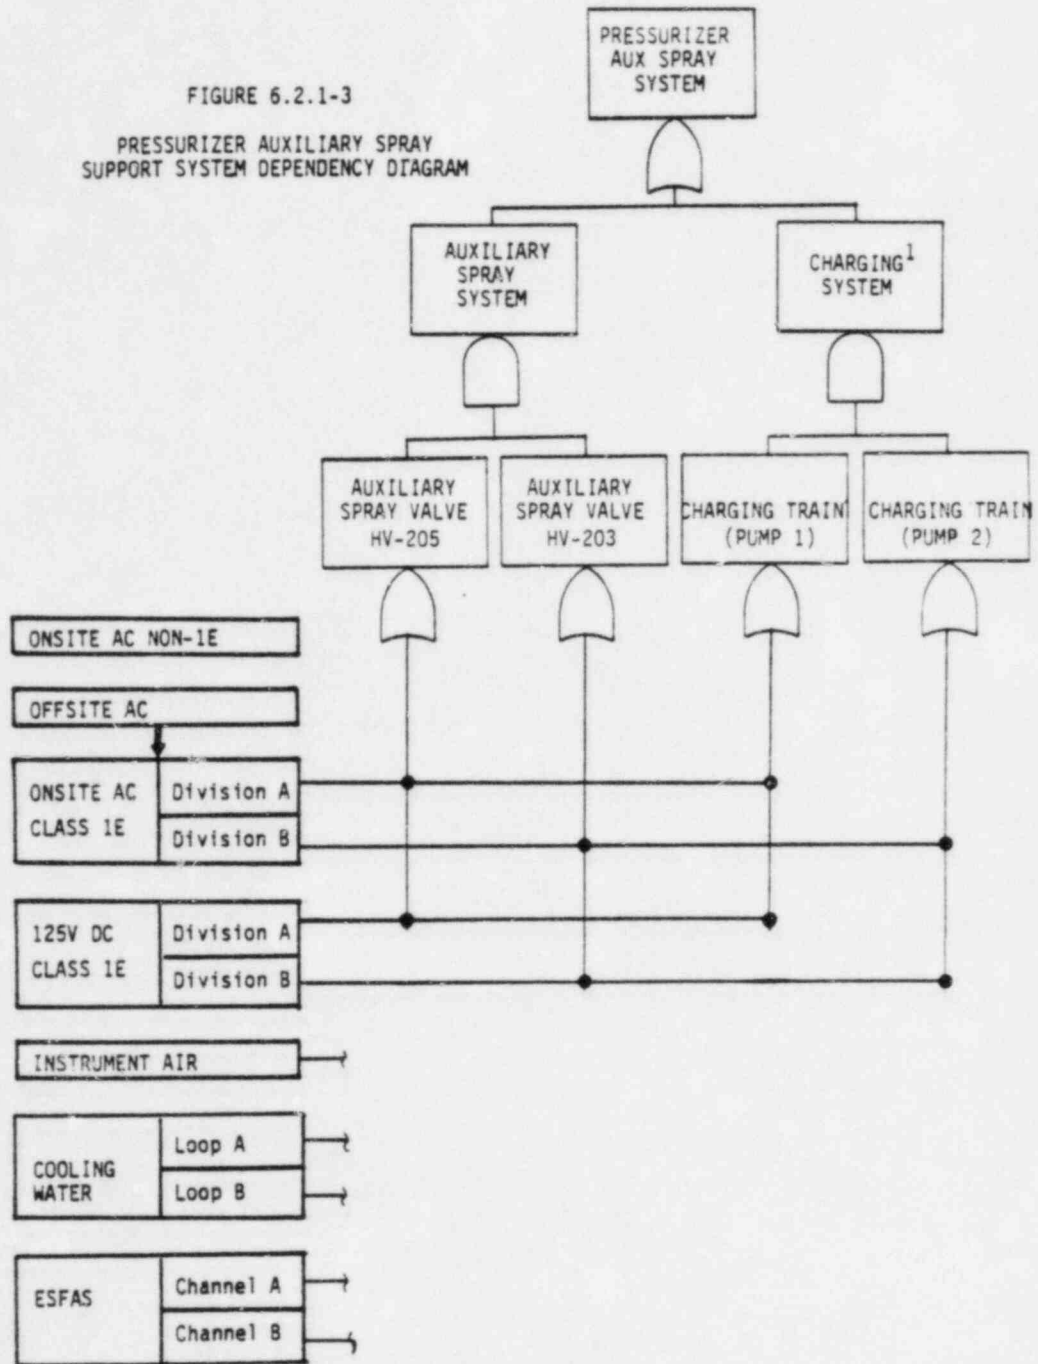 FIGURE 6.2.1-3
PRESSURIZER AUXILIARY SPRAY
SUPPORT SYSTEM DEPENDENCY DIAGRAM
PRESSURIZER
AUX SPRAY
SYSTEM
AUXILIARY
SPRAY
SYSTEM
CHARGING1
SYSTEM
AUXILIARY
SPRAY VALVE
HV-205
AUXILIARY
SPRAY VALVE
HV-203
CHARGING TRAIN
(PUMP 1)
CHARGING TRAIN
(PUMP 2)
ONSITE AC NON-1E
OFFSITE AC
ONSITE AC
CLASS 1E
Division A
Division B
125V DC
CLASS 1E
Division A
Division B
INSTRUMENT AIR
COOLING
WATER
Loop A
Loop B
ESFAS
Channel A
Channel B